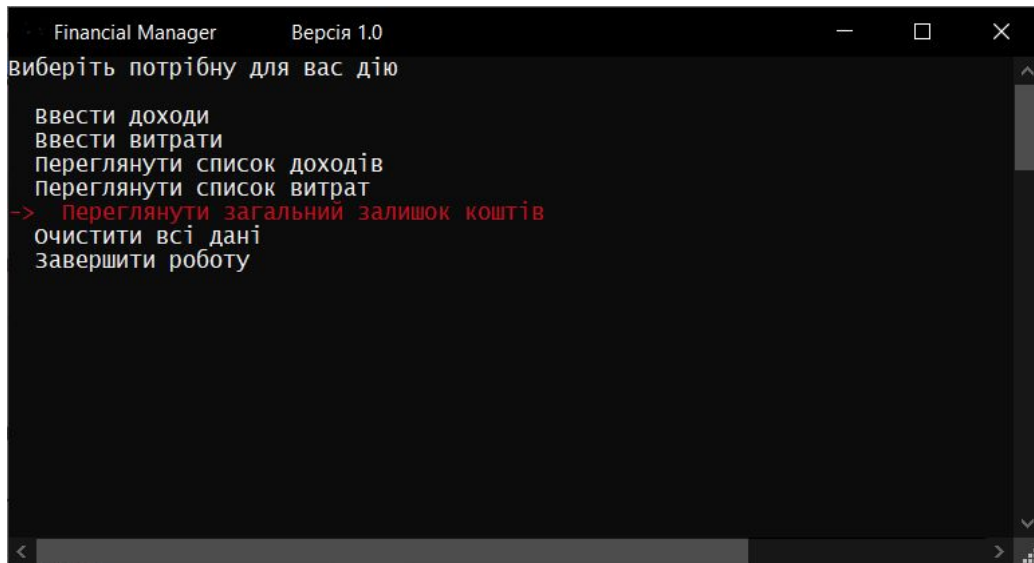 Financial Manager Версія 1.0
Виберіть потрібну для вас дію
Ввести доходи
Ввести витрати
Переглянути список доходів
Переглянути список витрат
-> Переглянути загальний залишок коштів
Очистити всі дані
Завершити роботу